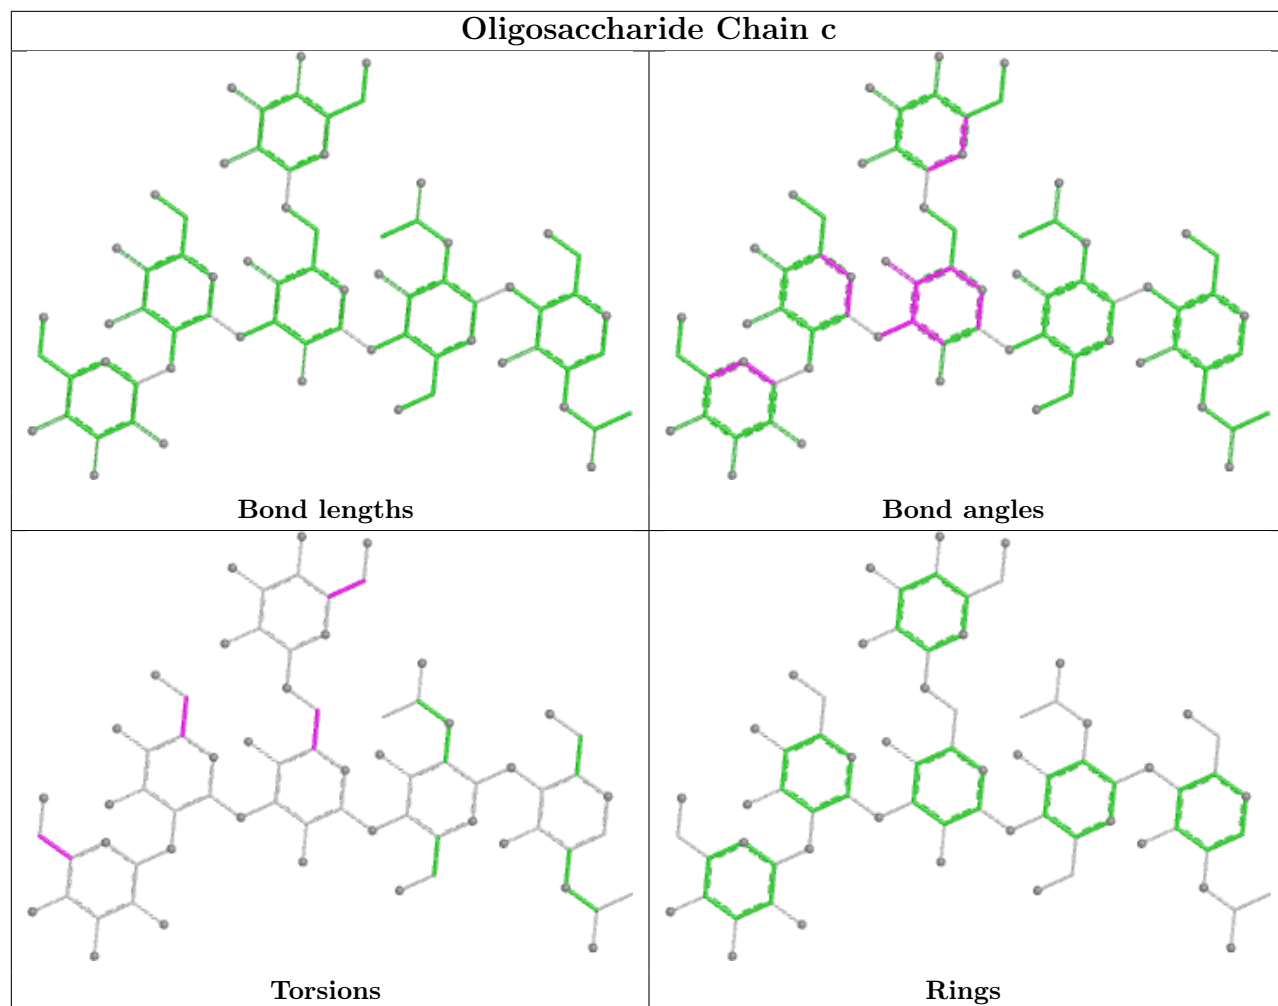 Oligosaccharide Chain c
Bond lengths
Bond angles
Torsions
Rings